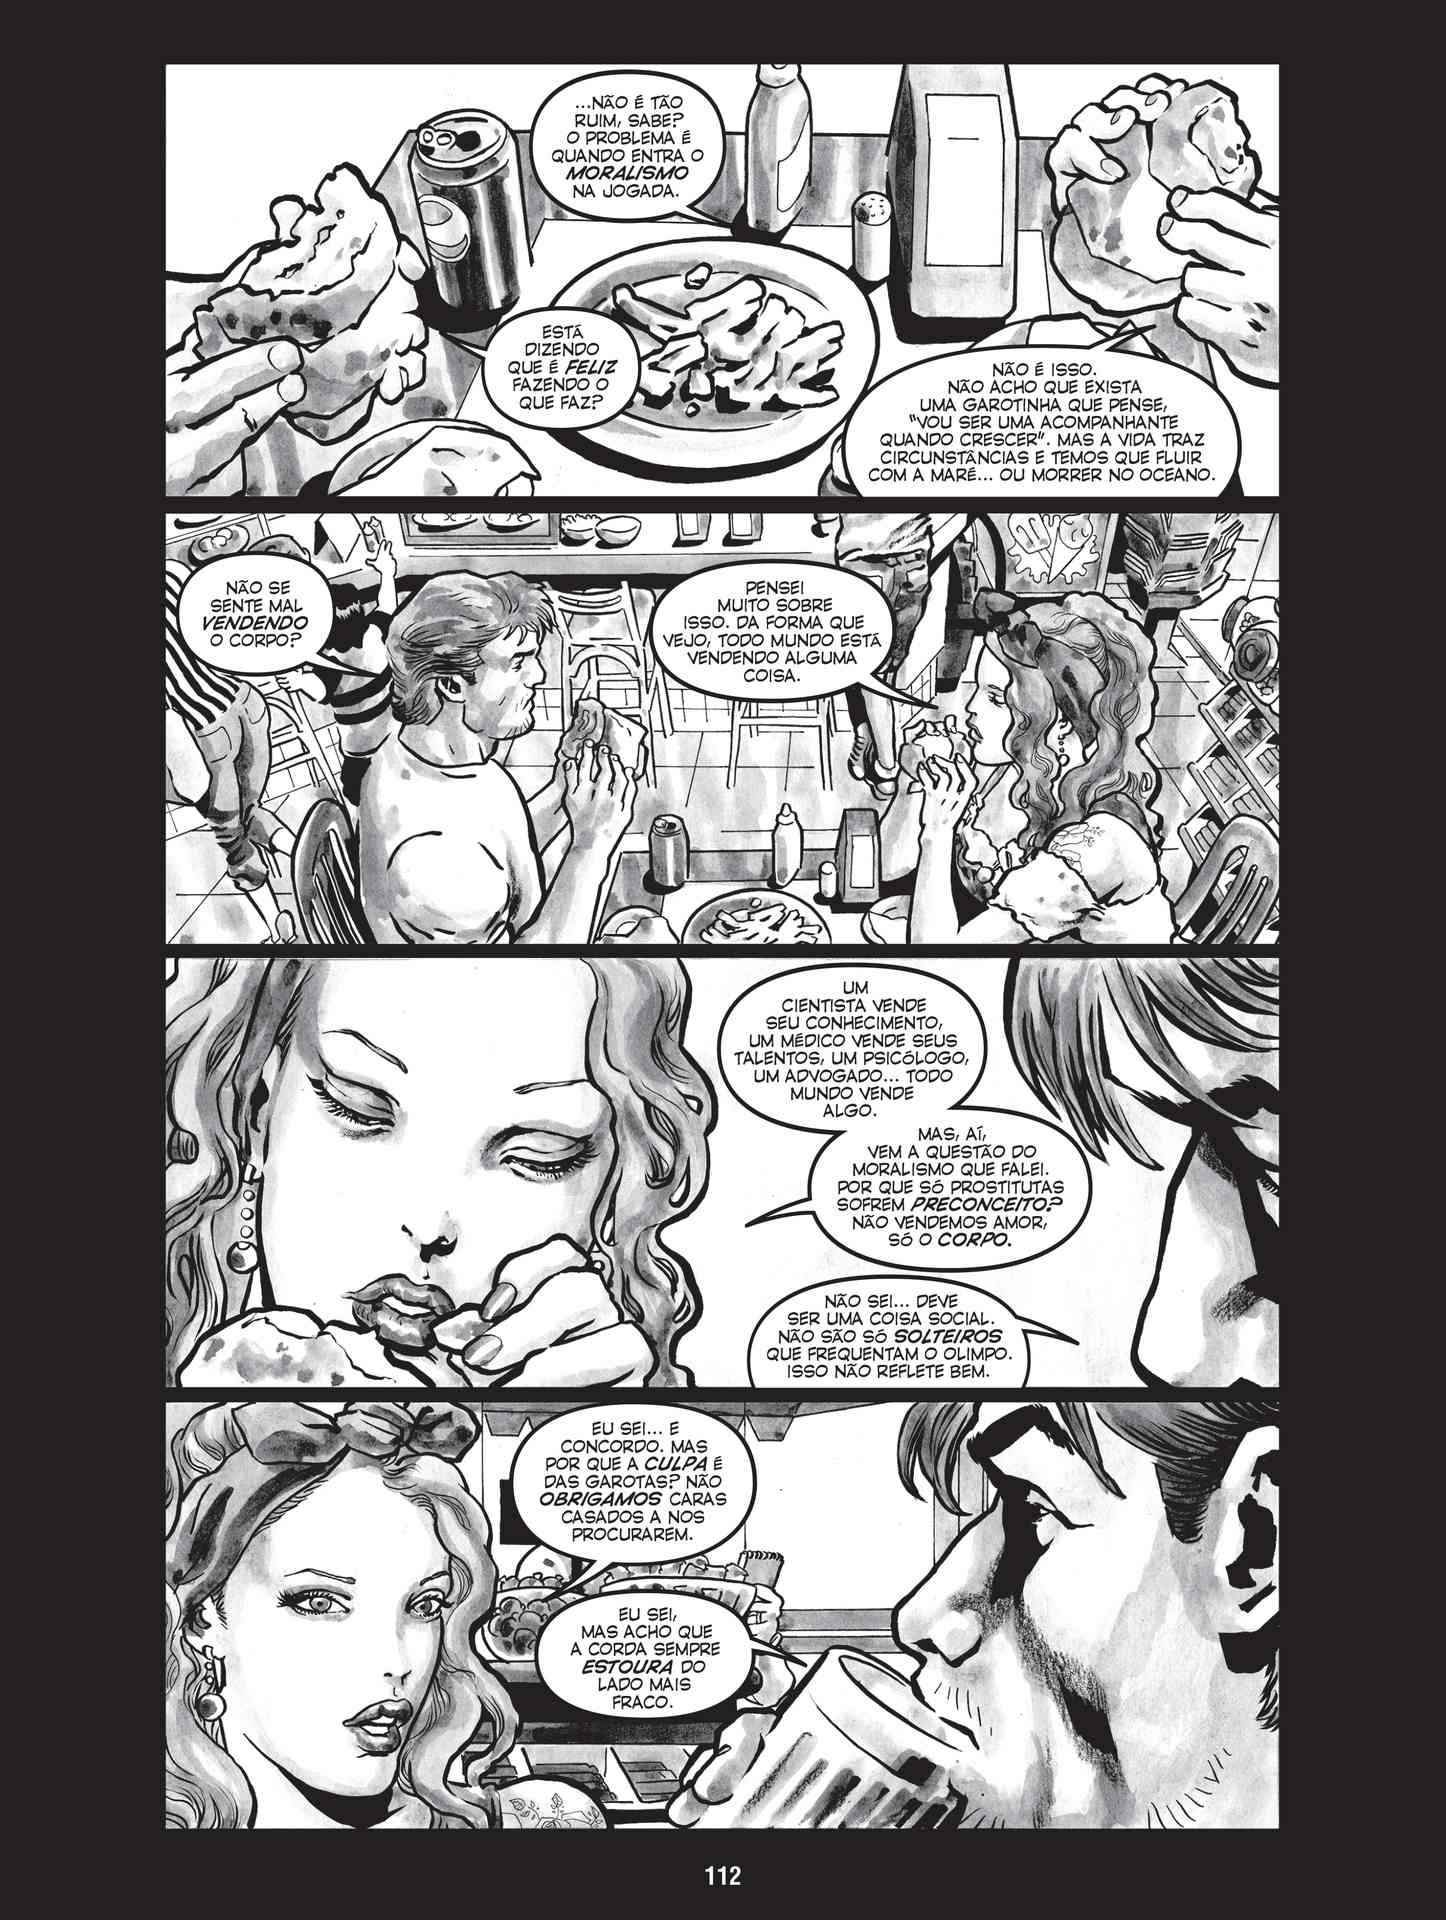 ...NÃO É TÃO
RUIM, SABE?
O PROBLEMA É
QUANDO ENTRA O
MORALISMO
NA JOGADA.
ESTÁ
DIZENDO
QUE É FELIZ
FAZENDO O
QUE FAZ?
NÃO É ISSO.
NÃO ACHO QUE EXISTA
UMA GAROTINHA QUE PENSE,
"VOU SER UMA ACOMPANHANTE
QUANDO CRESCER". MAS A VIDA TRAZ
CIRCUNSTÂNCIAS E TEMOS QUE FLUIR
COM A MARÉ... OU MORRER NO OCEANO.
NÃO SE
SENTE MAL
VENDENDO
O CORPO?
PENSEI
MUITO SOBRE
ISSO. DA FORMA QUE
VEJO, TODO MUNDO ESTÁ
VENDENDO ALGUMA
COISA.
UM
CIENTISTA VENDE
SEU CONHECIMENTO,
UM MÉDICO VENDE SEUS
TALENTOS, UM PSICÓLOGO,
UM ADVOGADO... TODO
MUNDO VENDE
ALGO.
MAS, AÍ,
VEM A QUESTÃO DO
MORALISMO QUE FALEI.
POR QUE SÓ PROSTITUTAS
SOFREM PRECONCEITO?
NÃO VENDEMOS AMOR,
SÓ O CORPO.
NÃO SEI... DEVE
SER UMA COISA SOCIAL.
NÃO SÃO SÓ SOLTEIROS
QUE FREQUENTAM O OLIMPO.
ISSO NÃO REFLETE BEM.
EU SEI... E
CONCORDO. MAS
POR QUE A CULPA É
DAS GAROTAS? NÃO
OBRIGAMOS CARAS
CASADOS A NOS
PROCURAREM.
EU SEI,
MAS ACHO QUE
A CORDA SEMPRE
ESTOURA DO
LADO MAIS
FRACO.
112